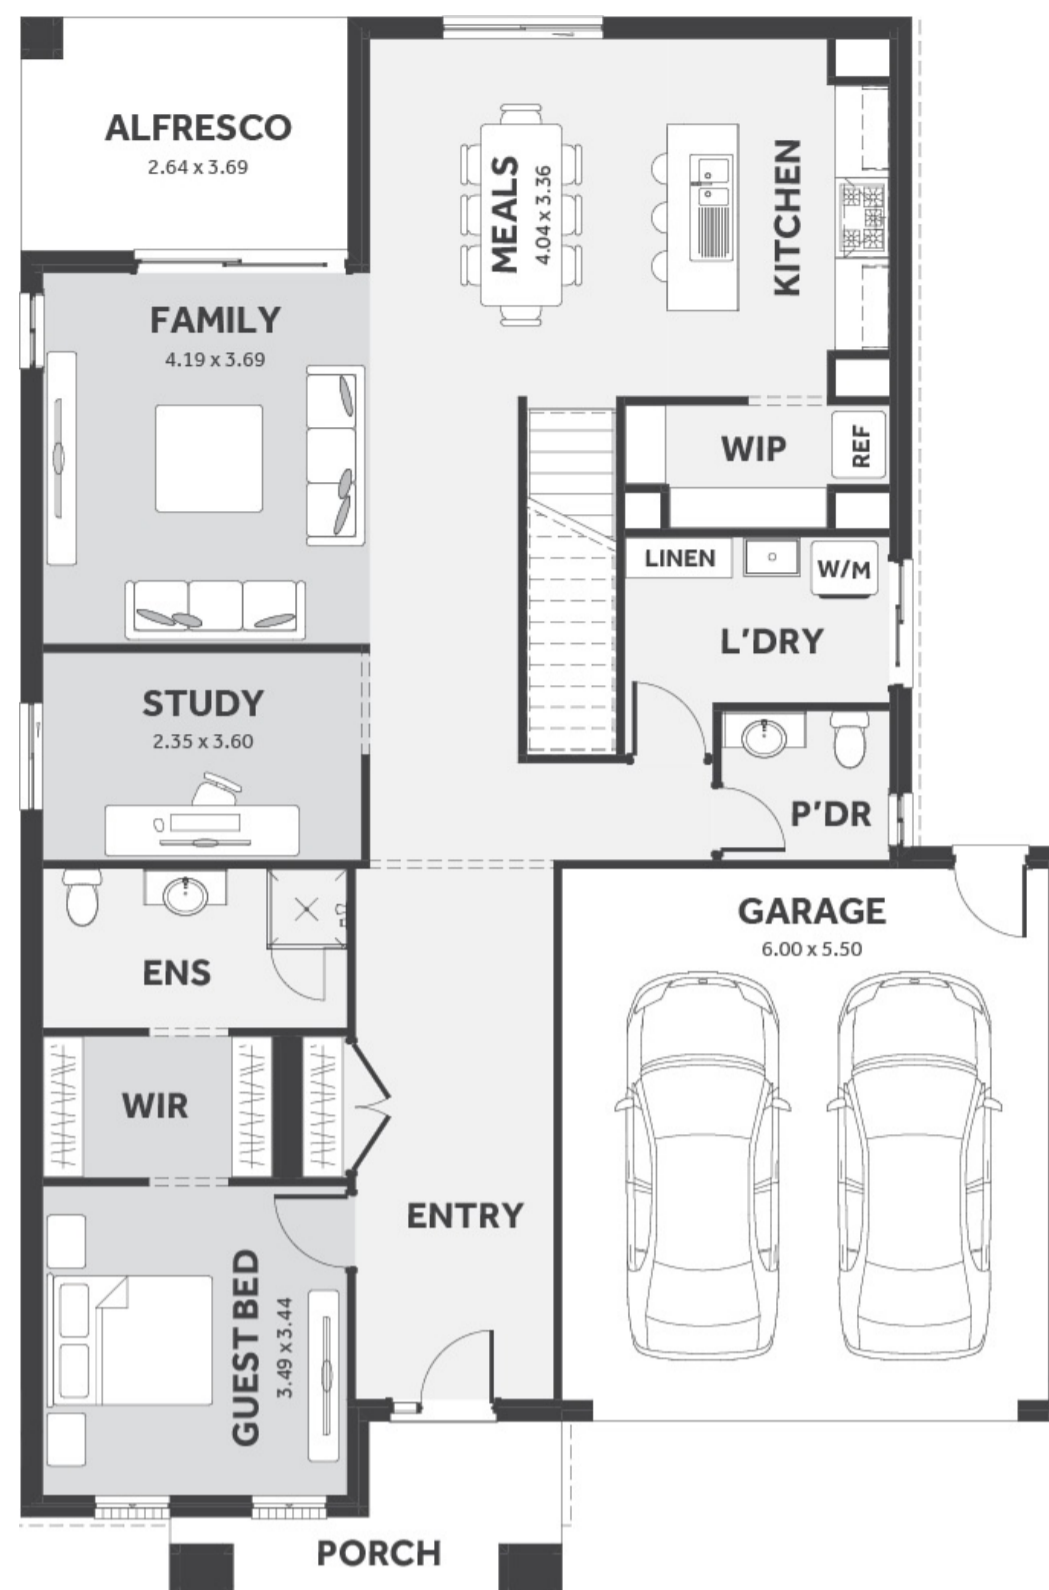 ALFRESCO
2.64 x 3.69
MEALS
4.04 x 3.36
KITCHEN
FAMILY
4.19 x 3.69
WIP
REF
LINEN
W/M
L'DRY
STUDY
2.35 x 3.60
P'DR
GARAGE
6.00 x 5.50
ENS
WIR
ENTRY
GUEST BED
3.49 x 3.44
PORCH